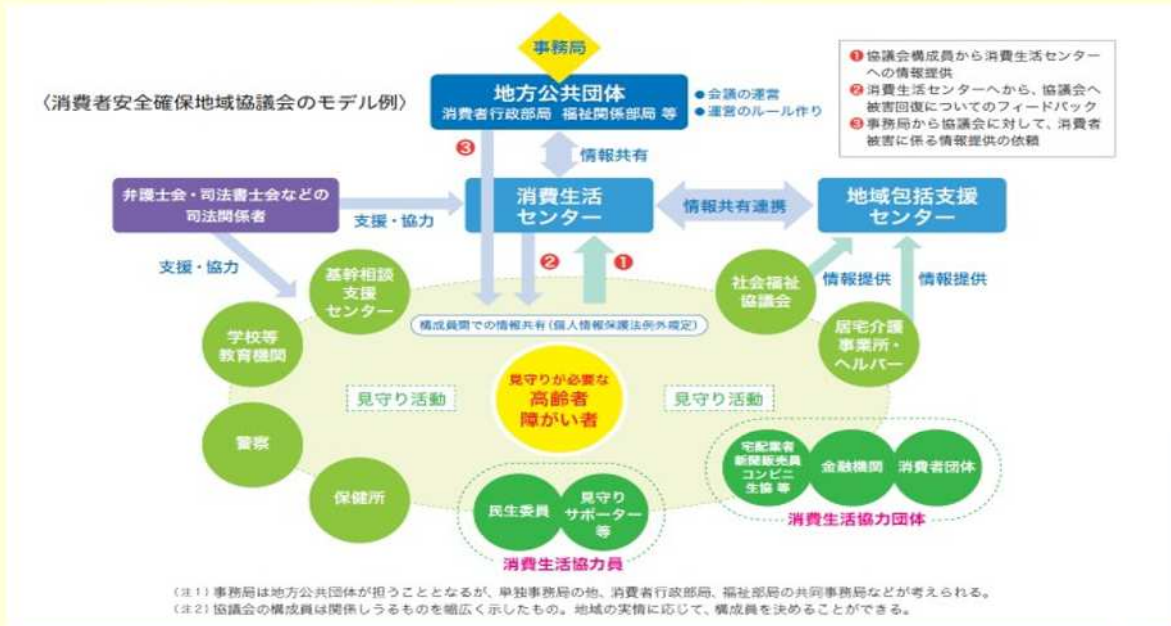 事務局
〈消費者安全確保地域協議会のモデル例〉
地方公共団体
消費者行政部局 福祉関係部局 等
●会議の運営
●運営のルール作り
❶協議会構成員から消費生活センター
への情報提供
❷消費生活センターへから、協議会へ
被害回復についてのフィードバック
❸事務局から協議会に対して、消費者
被害に係る情報提供の依頼
❸
情報共有
弁護士会・司法書士会などの
司法関係者
支援・協力
消費生活
センター
情報共有連携
地域包括支援
センター
支援・協力
❷
❶
基幹相談
支援
センター
社会福祉
協議会
情報提供
情報提供
構成員間での情報共有(個人情報保護法例外規定)
学校等
教育機関
居宅介護
事業所・
ヘルパー
見守りが必要な
高齢者
障がい者
見守り活動
見守り活動
警察
宅配業者
新聞販売員
コンビニ
生協 等
金融機関
消費者団体
保健所
民生委員
見守り
サポーター
等
消費生活協力団体
消費生活協力員
(注1)事務局は地方公共団体が担うこととなるが、単独事務局の他、消費者行政部局、福祉部局の共同事務局などが考えられる。
(注2)協議会の構成員は関係しうるものを幅広く示したもの。地域の実情に応じて、構成員を決めることができる。